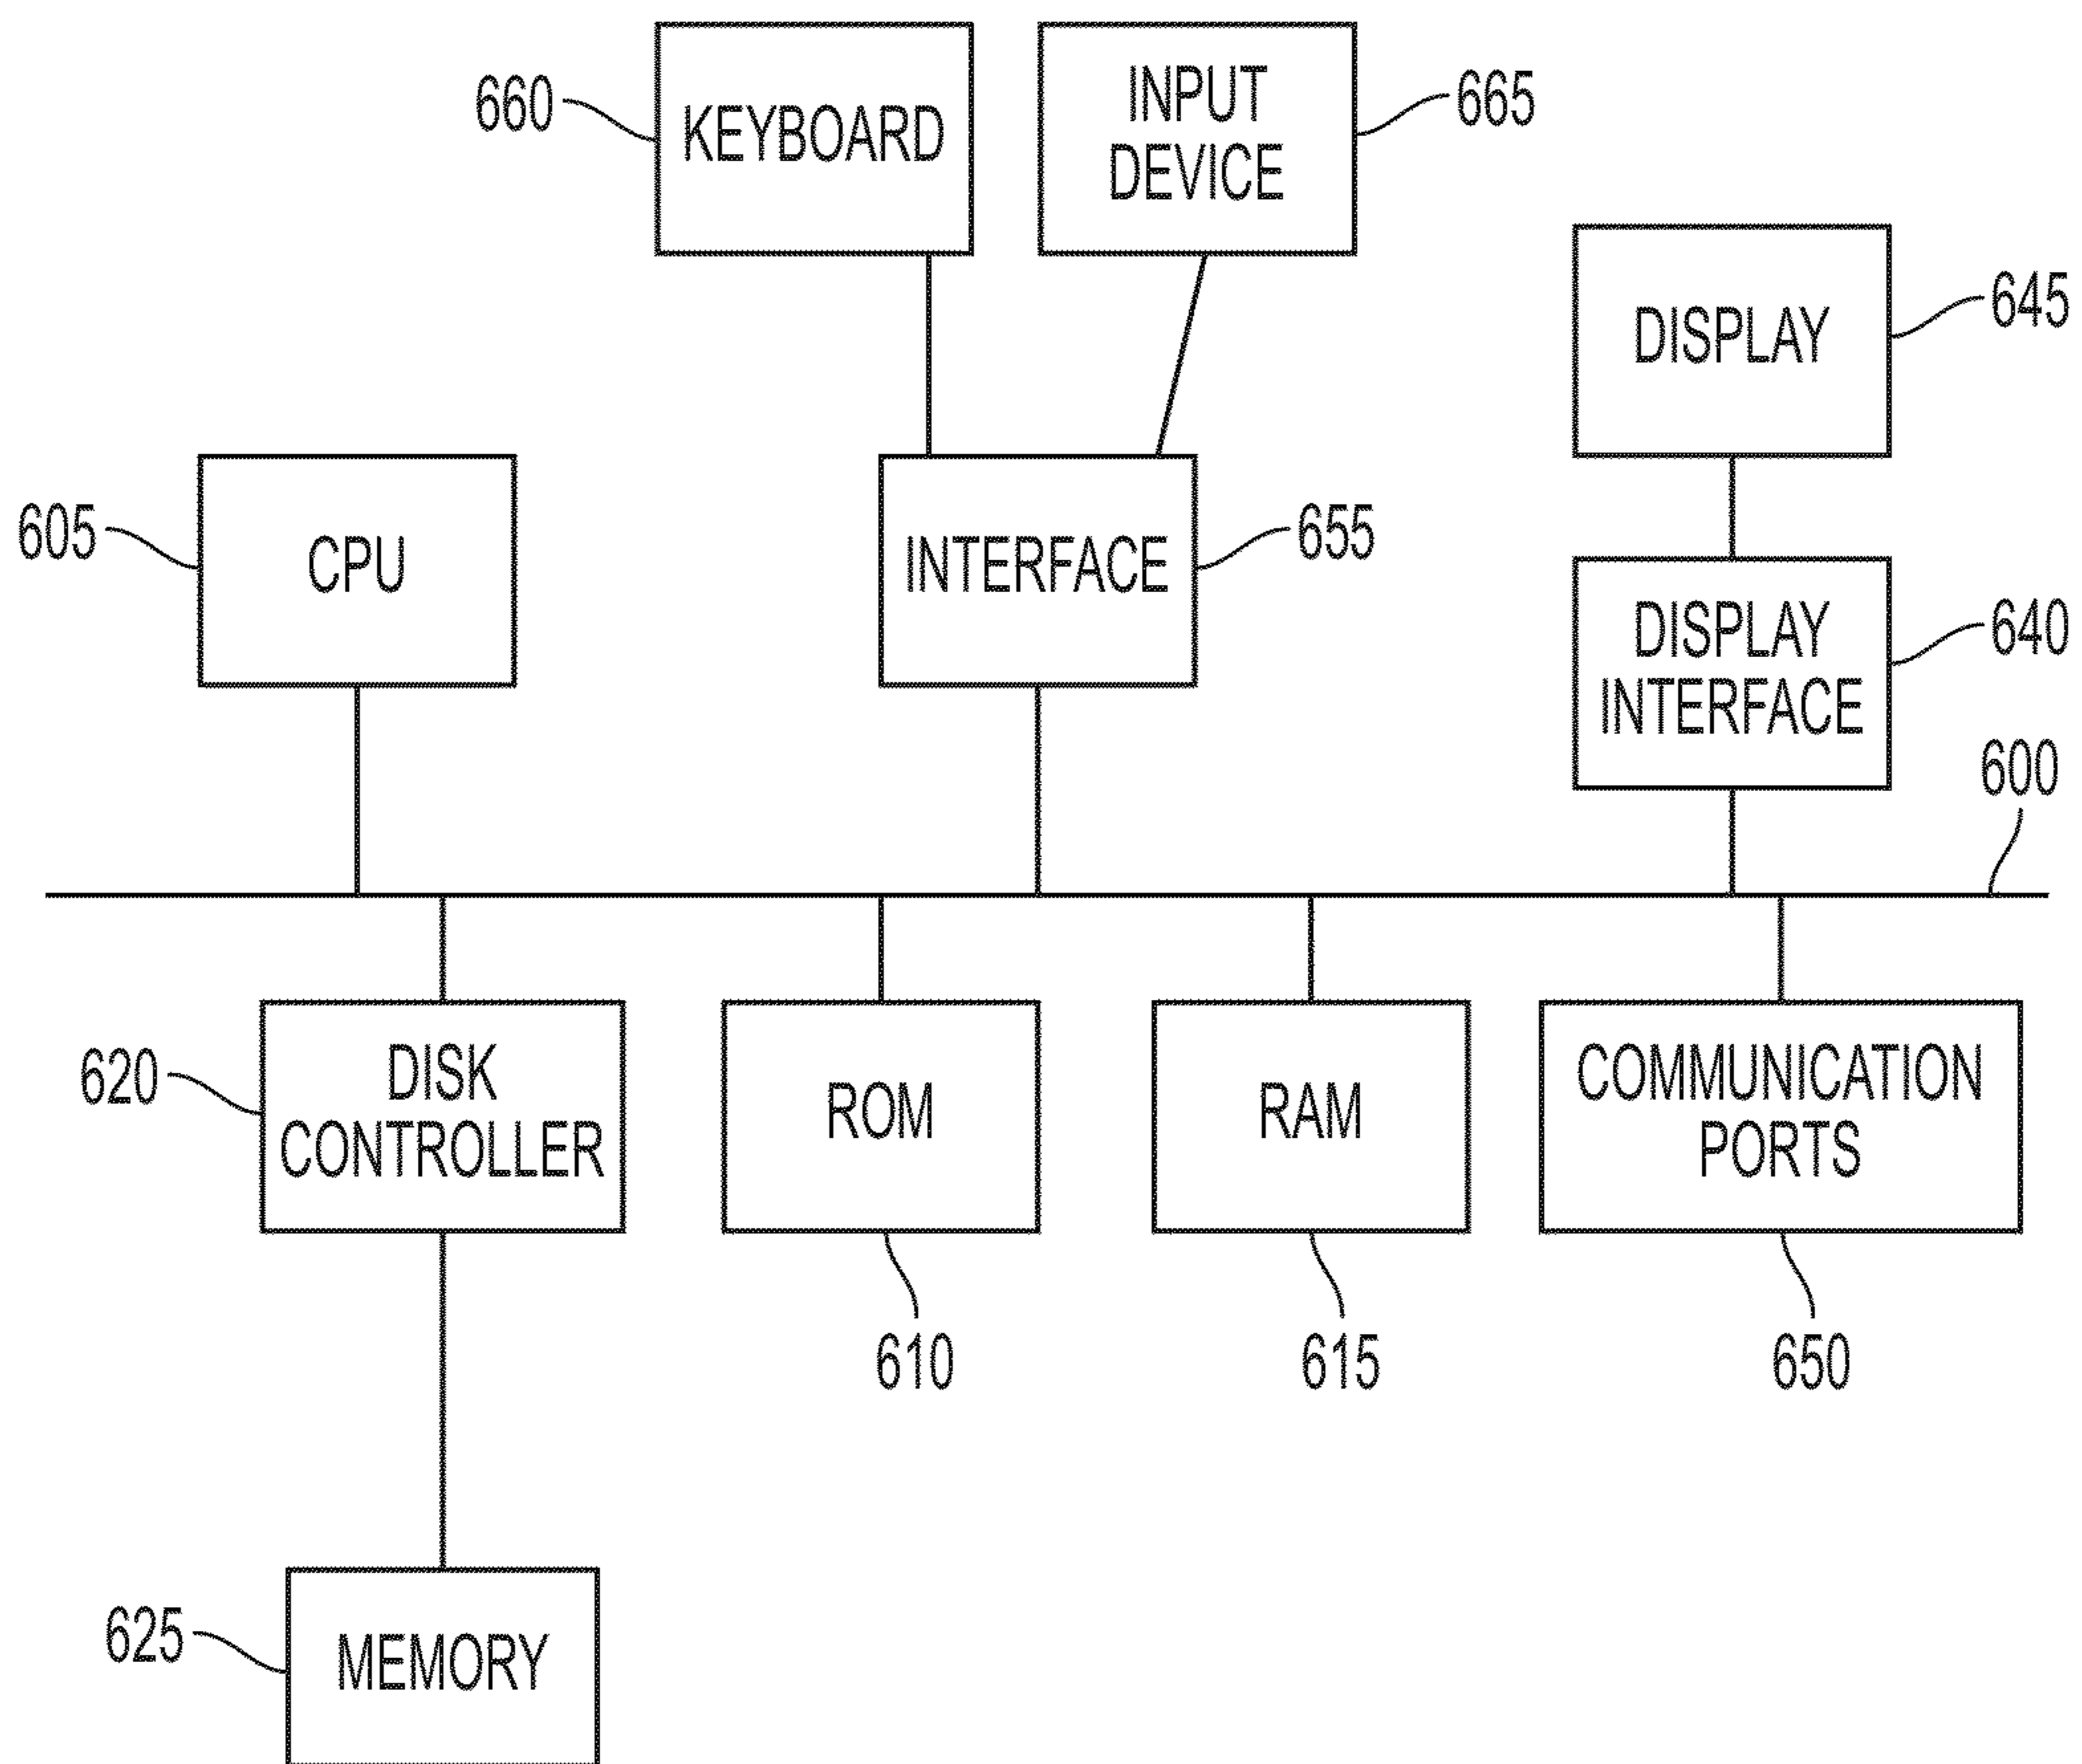 660
KEYBOARD
INPUT
DEVICE
665
DISPLAY
645
605
CPU
INTERFACE
655
DISPLAY
INTERFACE
640
600
620
DISK
CONTROLLER
ROM
RAM
COMMUNICATION
PORTS
610
615
650
625
MEMORY